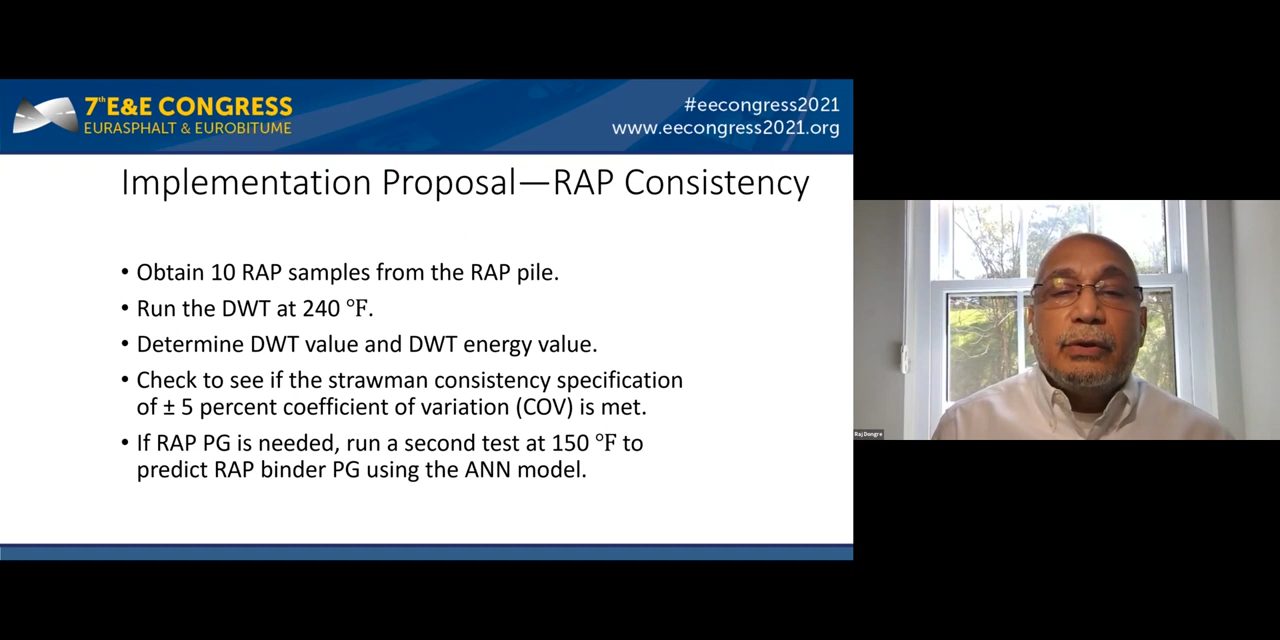 7th E&E CONGRESS
EURASPHALT & EUROBITUME
#eecongress2021
www.eecongress2021.org
Implementation Proposal—RAP Consistency
• Obtain 10 RAP samples from the RAP pile.
• Run the DWT at 240 °F.
• Determine DWT value and DWT energy value.
• Check to see if the strawman consistency specification
of ± 5 percent coefficient of variation (COV) is met.
• If RAP PG is needed, run a second test at 150 °F to
predict RAP binder PG using the ANN model.
Raj Dongre